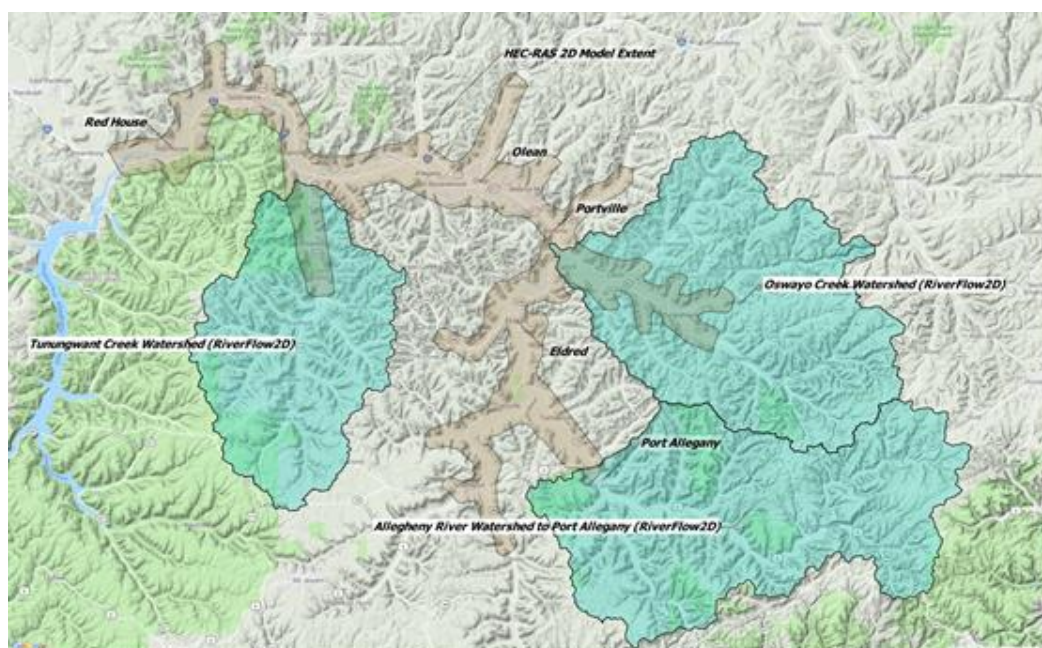 HEC-RAS 2D Model Extent
Red House
Olean
Portville
Oswayo Creek Watershed (RiverFlow2D)
Tunungwant Creek Watershed (RiverFlow2D)
Eldred
Port Allegany
Allegheny River Watershed to Port Allegany (RiverFlow2D)